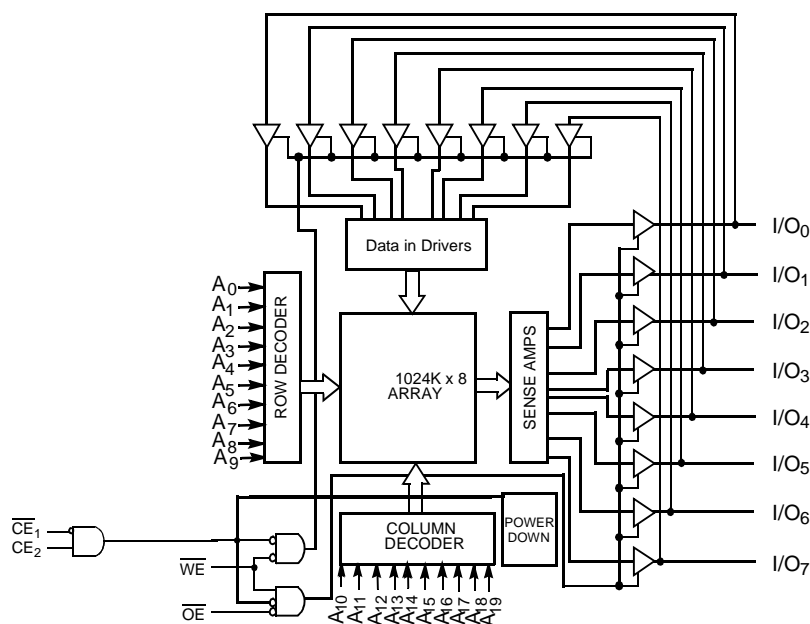 Data in Drivers
I/O0
I/O1
I/O2
I/O3
I/O4
I/O5
I/O6
I/O7
A0
A1
A2
A3
A4
A5
A6
A7
A8
A9
ROW DECODER
1024K x 8
ARRAY
SENSE AMPS
COLUMN
DECODER
POWER
DOWN
CE1
CE2
WE
OE
A10
A11
A12
A13
A14
A15
A16
A17
A18
A19